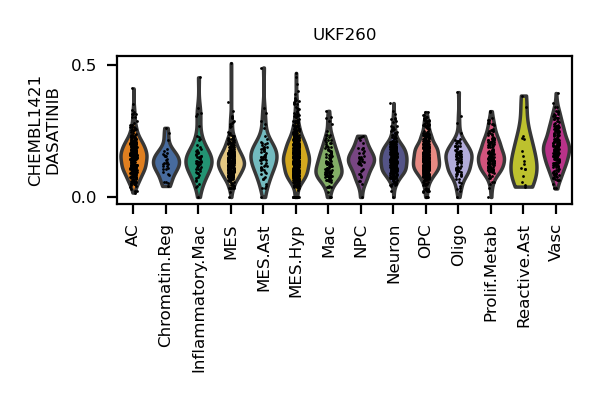 UKF260
CHEMBL1421
DASATINIB
0.5
0.0
AC
Chromatin.Reg
Inflammatory.Mac
MES
MES.Ast
MES.Hyp
Mac
NPC
Neuron
OPC
Oligo
Prolif.Metab
Reactive.Ast
Vasc